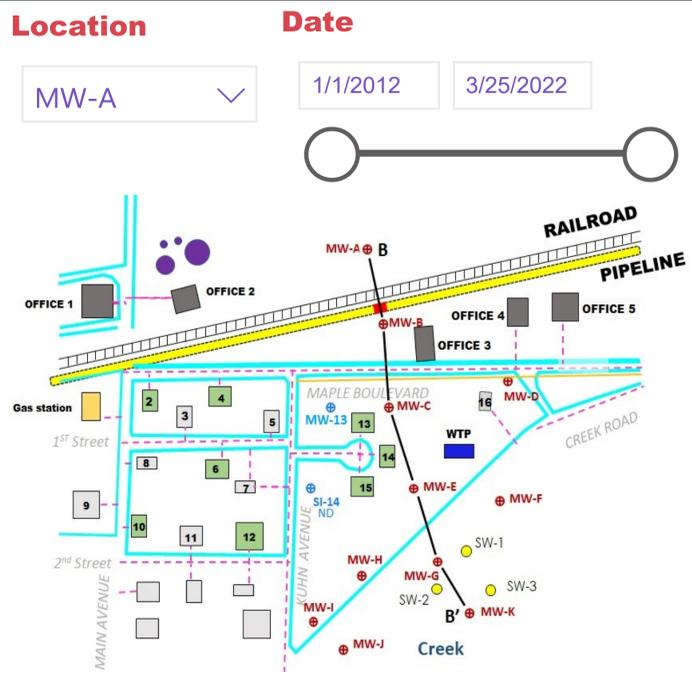 Location
Date
MW-A
1/1/2012
3/25/2022
RAILROAD
MW-A
B
PIPELINE
OFFICE 1
OFFICE 2
OFFICE 4
OFFICE 5
MW-B
OFFICE 3
MAPLE BOULEVARD
MW-D
Gas station
2
4
3
5
MW-13
MW-C
16
13
CREEK ROAD
1ST Street
WTP
8
6
14
7
15
MW-E
9
SI-14
ND
MW-F
10
11
12
KUHN AVENUE
SW-1
2nd Street
MW-H
MW-G
SW-2
SW-3
MAIN AVENUE
MW-I
B'
MW-K
MW-J
Creek